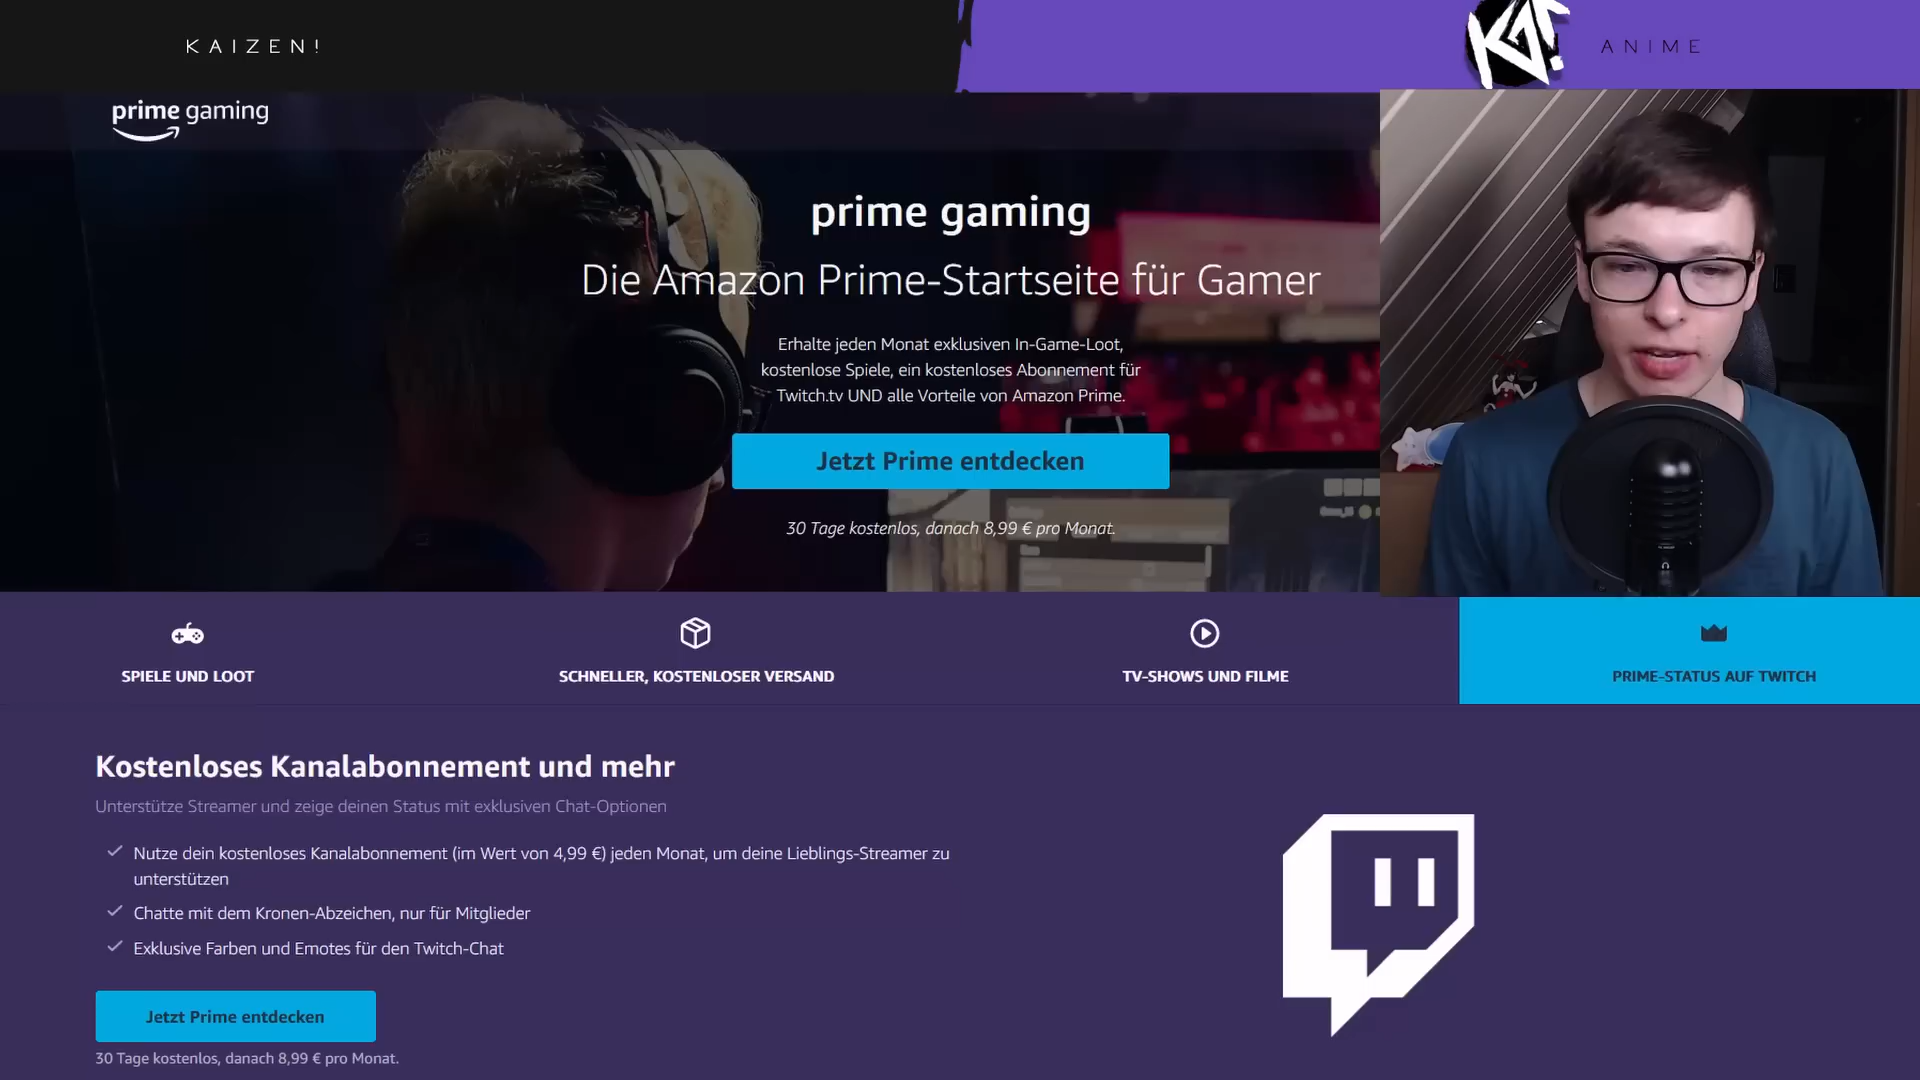 KAIZEN!
KA!
ANIME
prime gaming
prime gaming
Die Amazon Prime-Startseite für Gamer
Erhalte jeden Monat exklusiven In-Game-Loot,
kostenlose Spiele, ein kostenloses Abonnement für
Twitch.tv UND alle Vorteile von Amazon Prime.
Jetzt Prime entdecken
30 Tage kostenlos, danach 8,99 € pro Monat.
SPIELE UND LOOT
SCHNELLER, KOSTENLOSER VERSAND
TV-SHOWS UND FILME
PRIME-STATUS AUF TWITCH
Kostenloses Kanalabonnement und mehr
Unterstütze Streamer und zeige deinen Status mit exklusiven Chat-Optionen
Nutze dein kostenloses Kanalabonnement (im Wert von 4,99 €) jeden Monat, um deine Lieblings-Streamer zu
unterstützen
Chatte mit dem Kronen-Abzeichen, nur für Mitglieder
Exklusive Farben und Emotes für den Twitch-Chat
Jetzt Prime entdecken
30 Tage kostenlos, danach 8,99 € pro Monat.